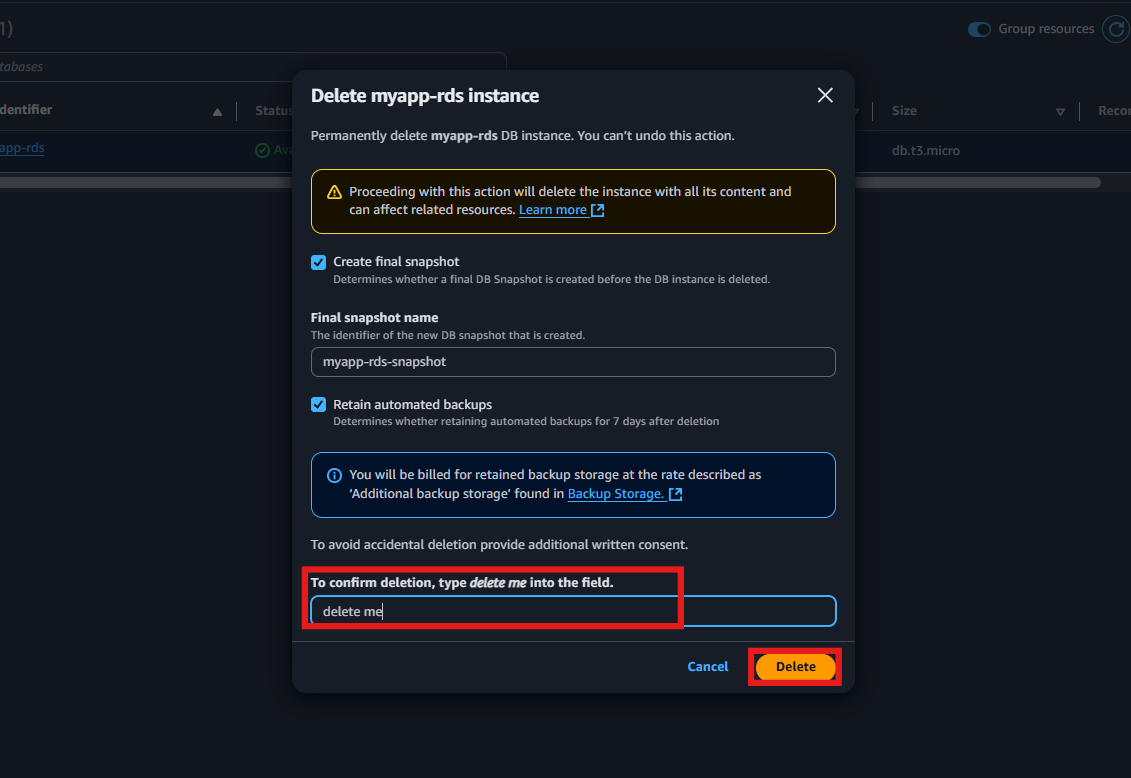 1)
Group resources
tabases
dentifier
Status
Size
Recor
app-rds
Ava
db.t3.micro
Delete myapp-rds instance
Permanently delete myapp-rds DB instance. You can't undo this action.
Proceeding with this action will delete the instance with all its content and
can affect related resources. Learn more
Create final snapshot
Determines whether a final DB Snapshot is created before the DB instance is deleted.
Final snapshot name
The identifier of the new DB snapshot that is created.
myapp-rds-snapshot
Retain automated backups
Determines whether retaining automated backups for 7 days after deletion
You will be billed for retained backup storage at the rate described as
'Additional backup storage' found in Backup Storage.
To avoid accidental deletion provide additional written consent.
To confirm deletion, type delete me into the field.
delete me
Cancel
Delete